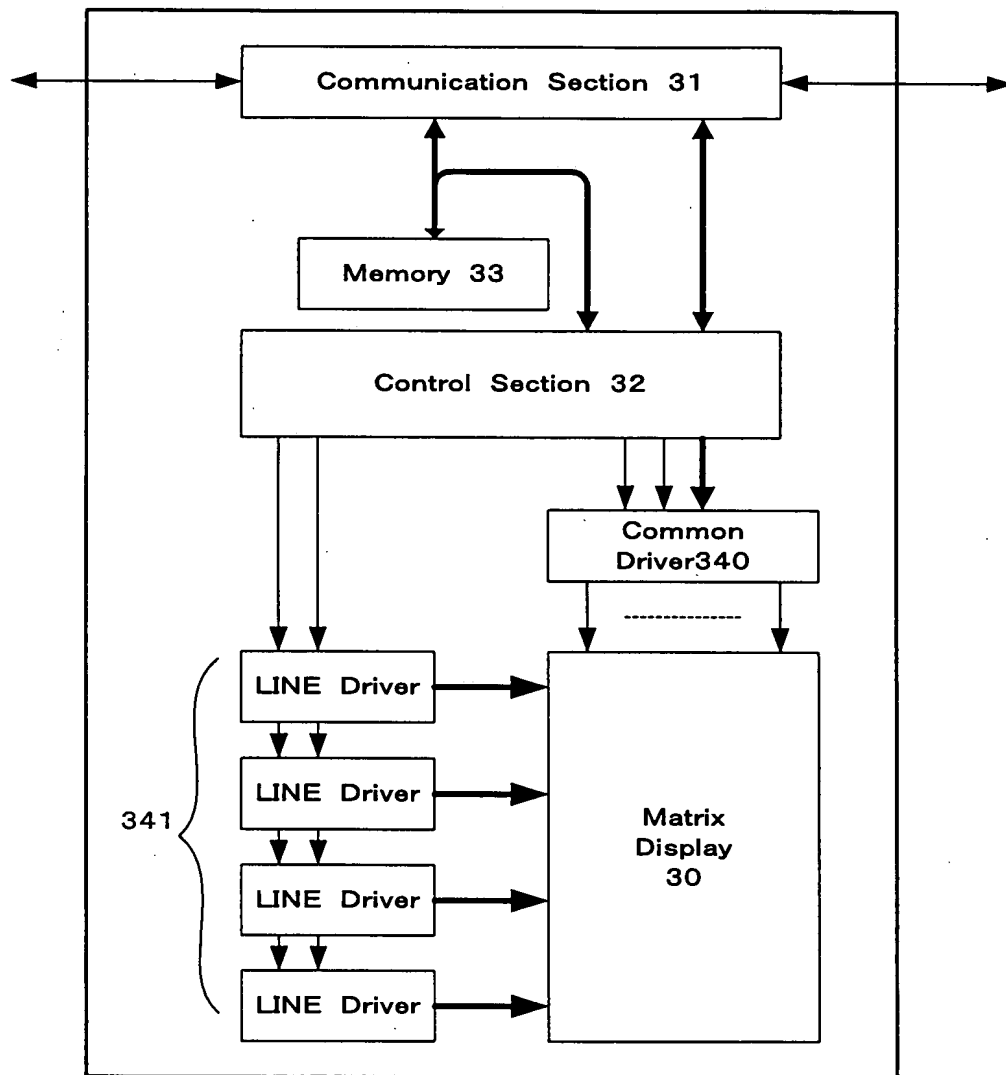 Communication Section 31
Memory 33
Control Section 32
Common
Driver340
LINE Driver
LINE Driver
341
LINE Driver
LINE Driver
Matrix
Display
30